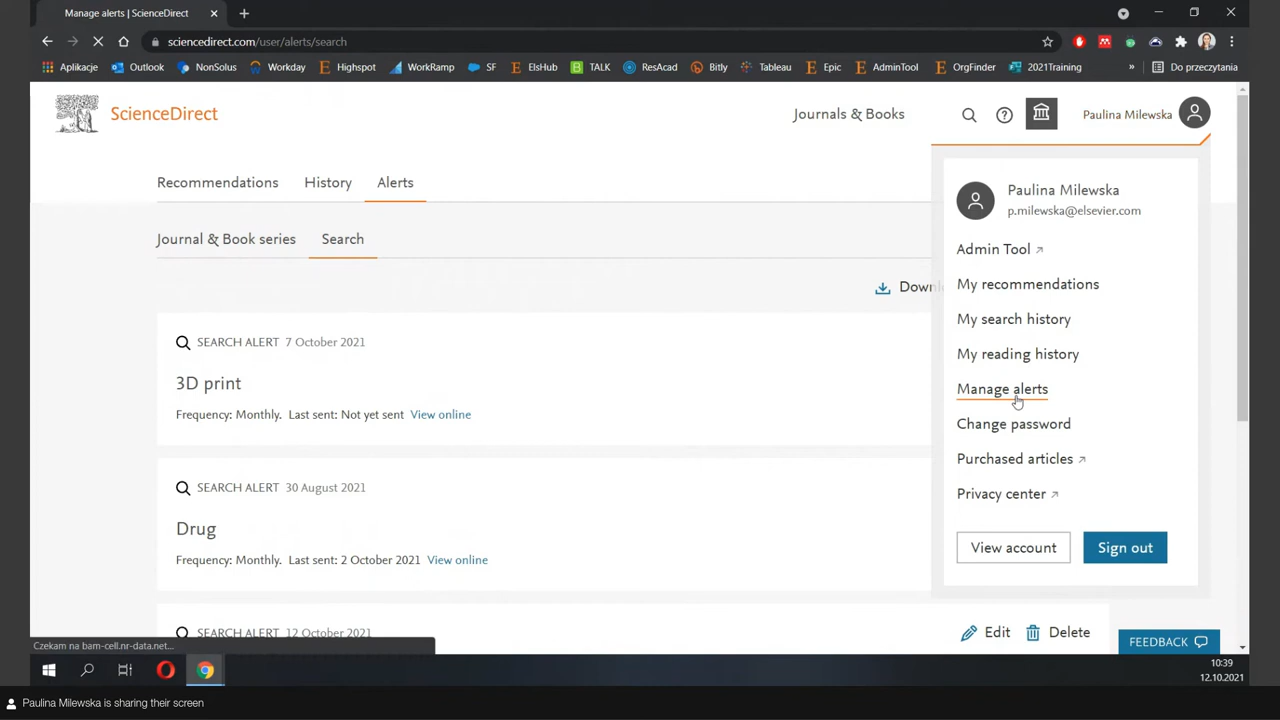 Manage alerts | ScienceDirect
sciencedirect.com/user/alerts/search
Aplikacje Outlook NonSolus Workday Highspot WorkRamp SF ElsHub TALK ResAcad Bitly Tableau Epic AdminTool OrgFinder 2021Training » Do przeczytania
ScienceDirect Journals & Books Paulina Milewska
Recommendations History Alerts
Paulina Milewska
p.milewska@elsevier.com
Journal & Book series Search
Admin Tool
Downl
My recommendations
My search history
SEARCH ALERT 7 October 2021
My reading history
3D print
Manage alerts
Frequency: Monthly. Last sent: Not yet sent View online
Change password
Purchased articles
SEARCH ALERT 30 August 2021
Privacy center
Drug
View account Sign out
Frequency: Monthly. Last sent: 2 October 2021 View online
SEARCH ALERT 12 October 2021 Edit Delete
FEEDBACK
Czekam na bam-cell.nr-data.net...
10:39
12.10.2021
Paulina Milewska is sharing their screen